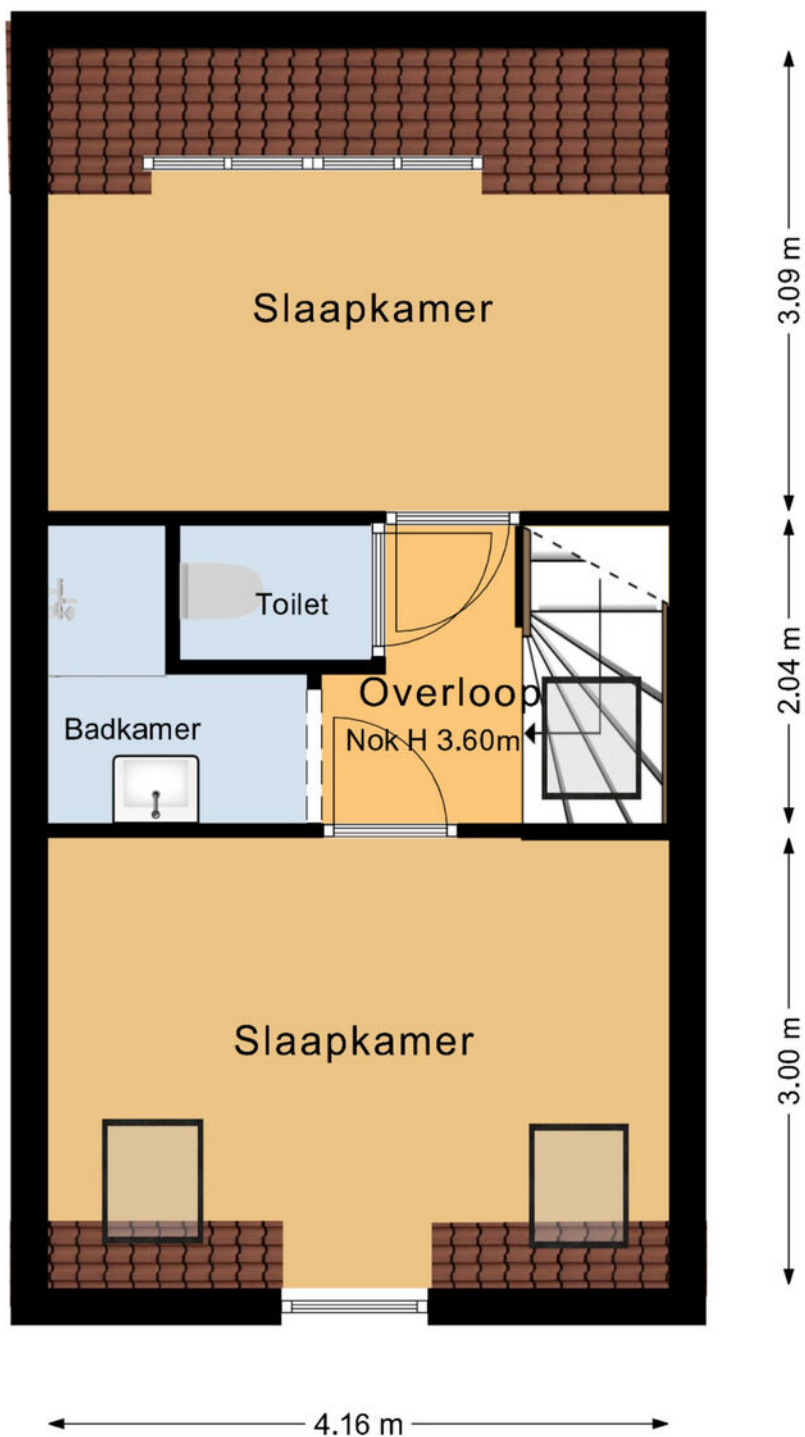 Slaapkamer
3.09 m
Toilet
2.04 m
Overloop
Badkamer
Nok H 3.60m
Slaapkamer
3.00 m
4.16 m